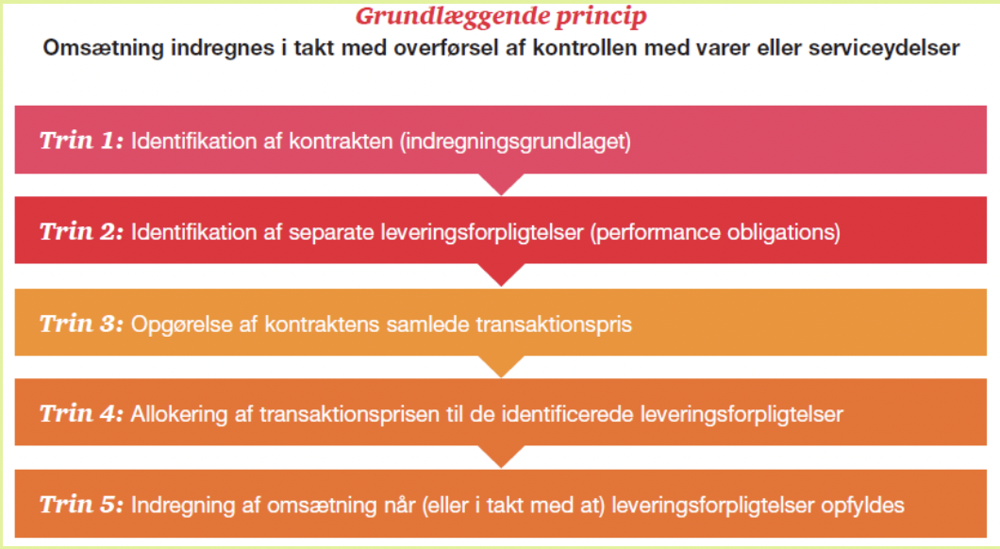 Grundlæggende princip
Omsætning indregnes i takt med overførsel af kontrollen med varer eller serviceydelser
Trin 1: Identifikation af kontrakten (indregningsgrundlaget)
Trin 2: Identifikation af separate leveringsforpligtelser (performance obligations)
Trin 3: Opgørelse af kontraktens samlede transaktionspris
Trin 4: Allokering af transaktionsprisen til de identificerede leveringsforpligtelser
Trin 5: Indregning af omsætning når (eller i takt med at) leveringsforpligtelser opfyldes